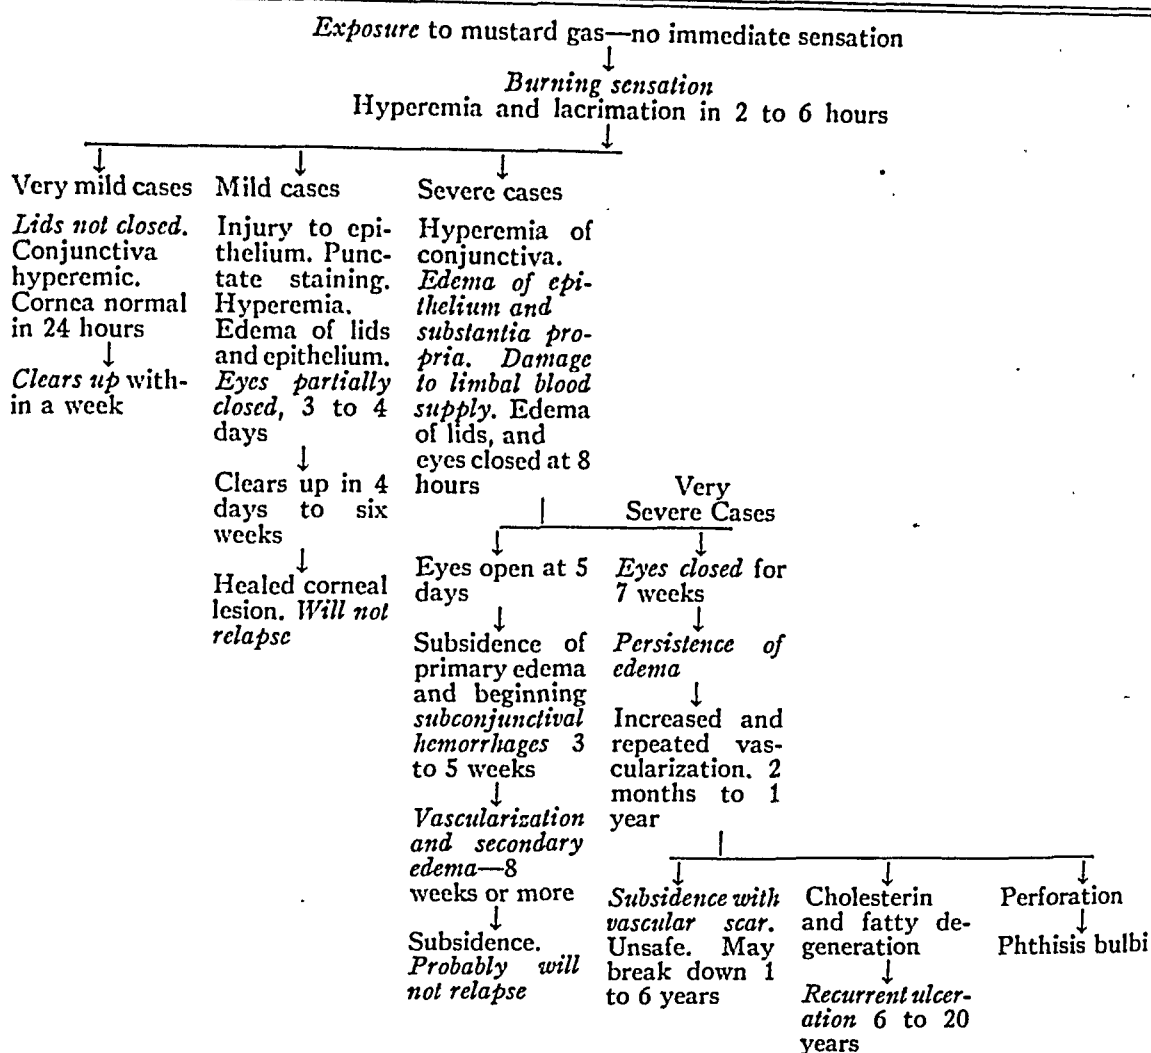 Exposure to mustard gas—no immediate sensation
↓
Burning sensation
Hyperemia and lacrimation in 2 to 6 hours
↓
↓ ↓ ↓
Very mild cases
Lids not closed.
Conjunctiva
hyperemic.
Cornea normal
in 24 hours
↓
Clears up with-
in a week
Mild cases
Injury to epi-
thelium. Punc-
tate staining.
Hyperemia.
Edema of lids
and epithelium.
Eyes partially
closed, 3 to 4
days
↓
Clears up in 4
days to six
weeks
↓
Healed corneal
lesion. Will not
relapse
Severe cases
Hyperemia of
conjunctiva.
Edema of epi-
thelium and
substantia pro-
pria. Damage
to limbal blood
supply. Edema
of lids, and
eyes closed at 8
hours
↓
Eyes open at 5
days
↓
Subsidence of
primary edema
and beginning
subconjunctival
hemorrhages 3
to 5 weeks
↓
Vascularization
and secondary
edema—8
weeks or more
↓
Subsidence.
Probably will
not relapse
Very
Severe Cases
↓
Eyes closed for
7 weeks
↓
Persistence of
edema
↓
Increased and
repeated vas-
cularization. 2
months to 1
year
↓
Subsidence with
vascular scar.
Unsafe. May
break down 1
to 6 years
↓
Cholesterin
and fatty de-
generation
↓
Recurrent ulcer-
ation 6 to 20
years
↓
Perforation
↓
Phthisis bulbi